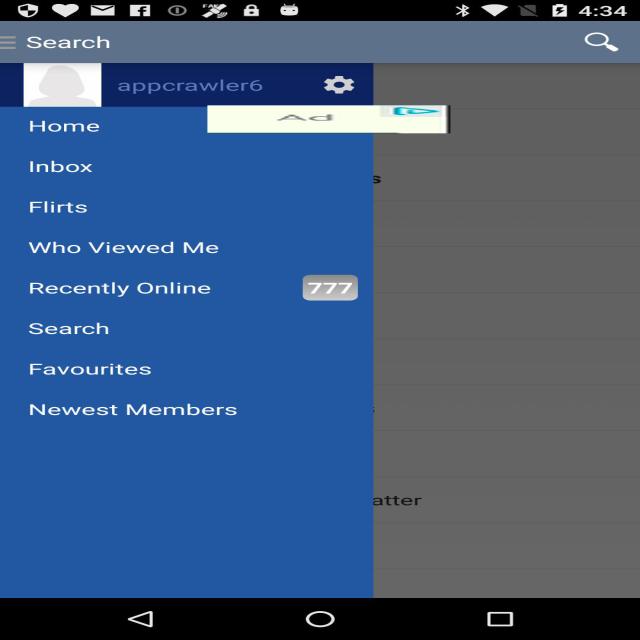 4:34
Search
appcrawler6
Ad
Home
Inbox
s
Flirts
Who Viewed Me
Recently Online 777
Search
Favourites
Newest Members
atter